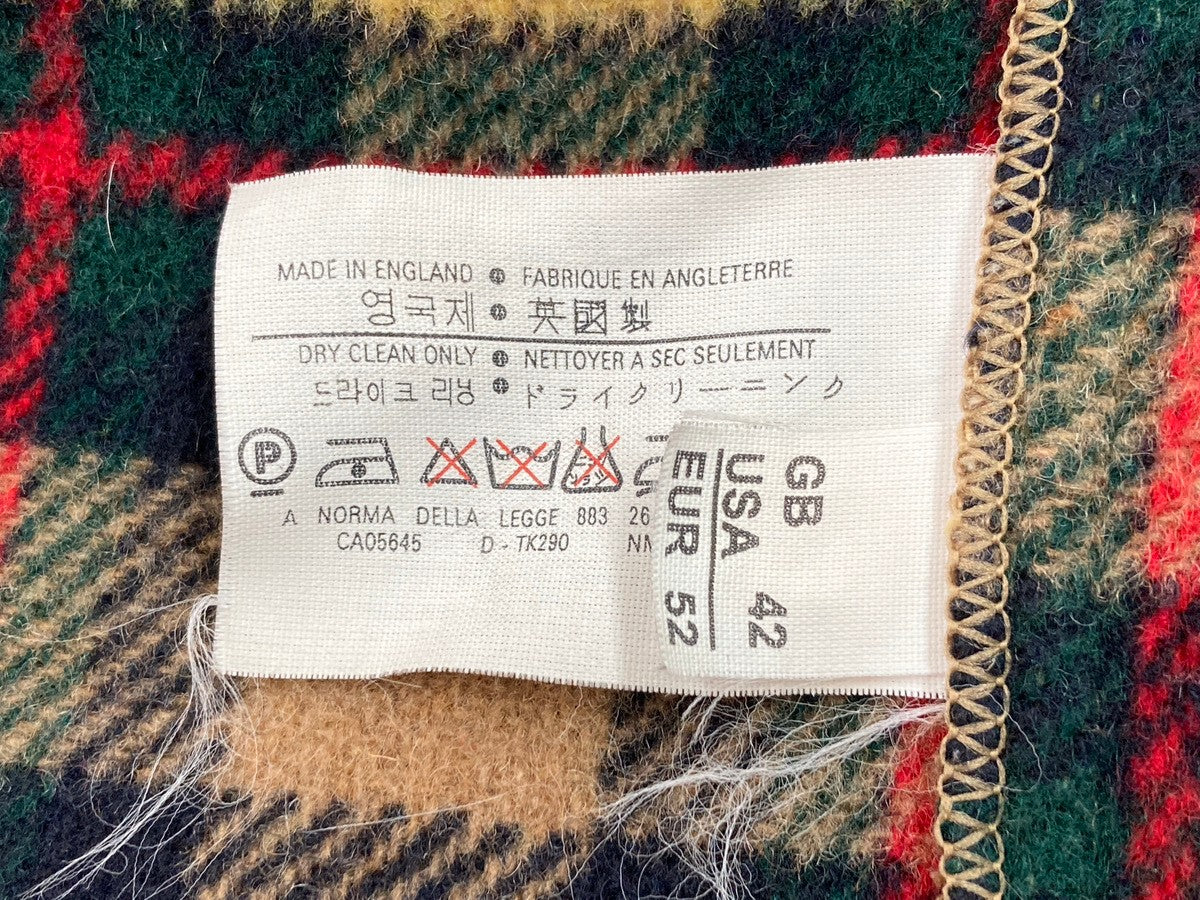 MADE IN ENGLAND FABRIQUE EN ANGLETERRE
영국제 英國製
DRY CLEAN ONLY NETTOYER A SEC SEULEMENT
드라이크리닝 ドライクリーニング
P
A NORMA DELLA LEGGE 883 26
CA05645 D - TK290 NM
GB 42
USA
EUR 52